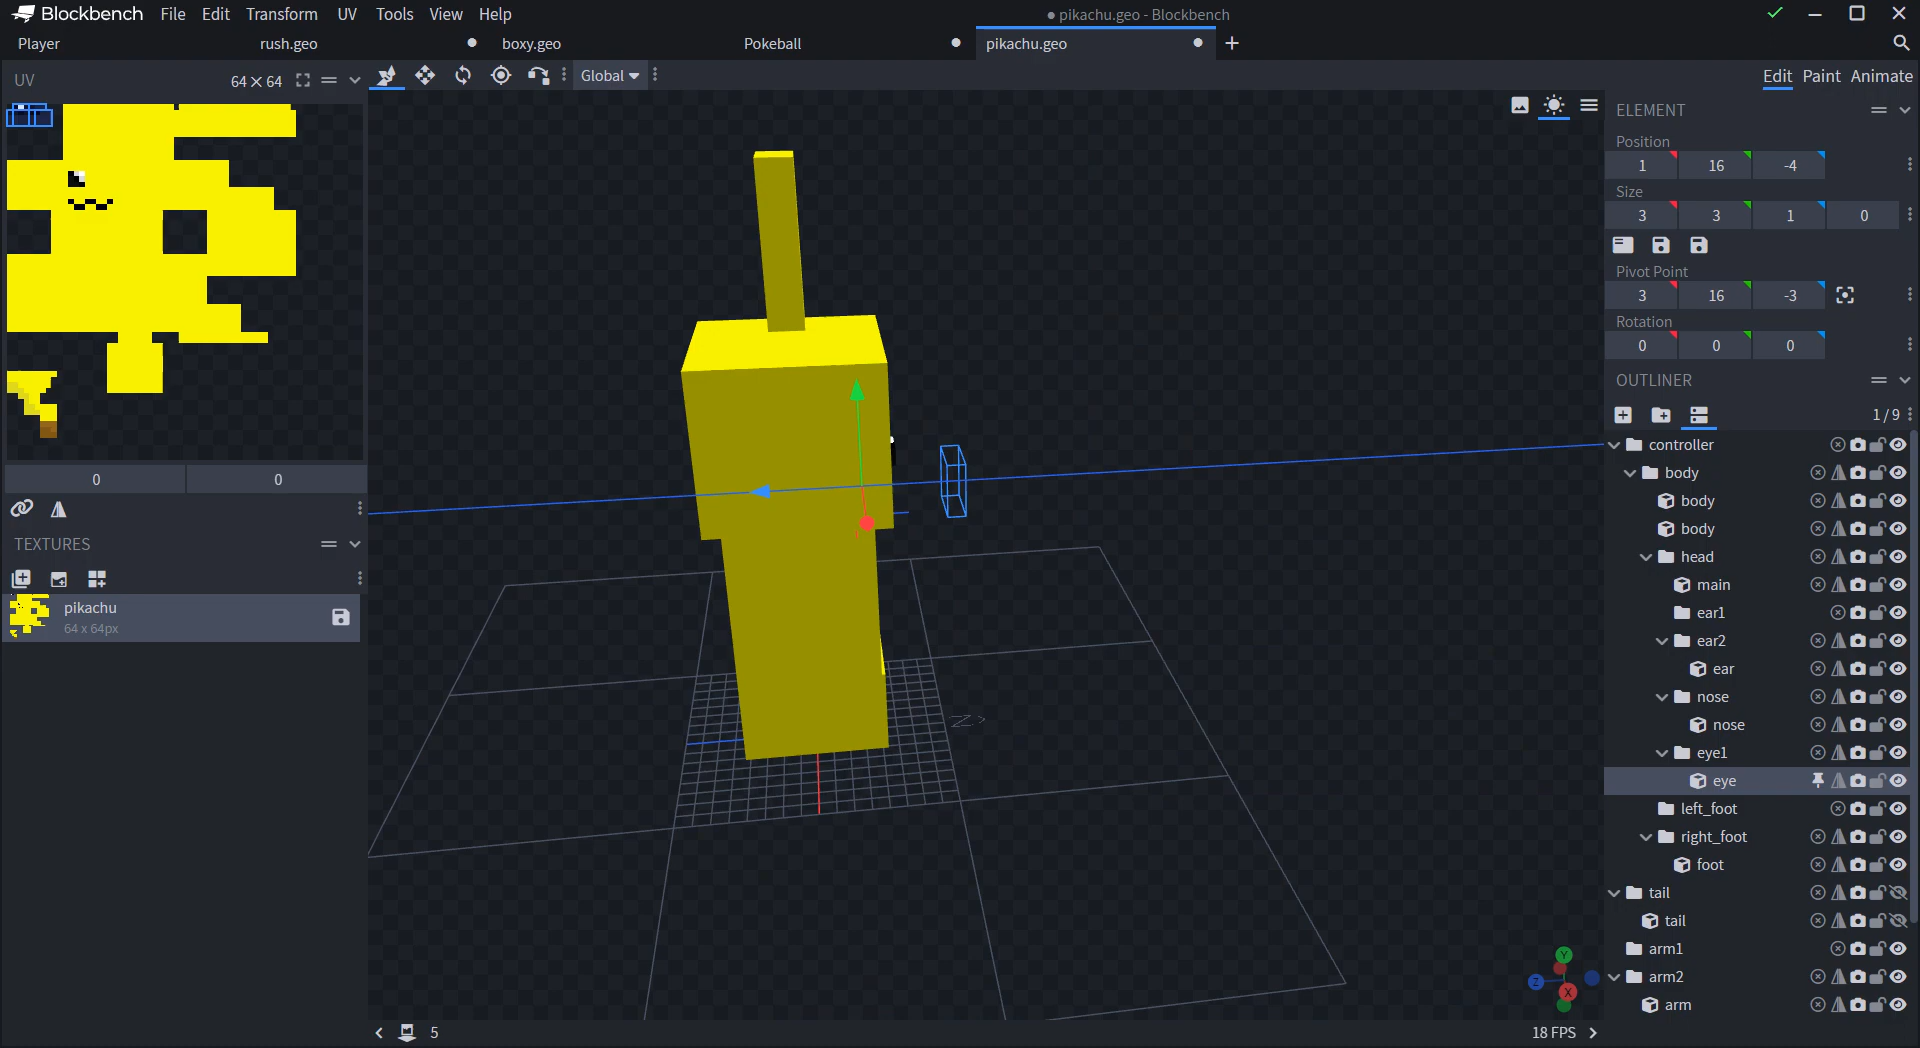 Blockbench File Edit Transform UV Tools View Help
● pikachu.geo - Blockbench
Player rush.geo boxy.geo Pokeball pikachu.geo
UV 64 × 64
Global
Edit Paint Animate
ELEMENT
Position
1 16 -4
Size
3 3 1 0
Pivot Point
3 16 -3
Rotation
0 0 0
OUTLINER
1 / 9
controller
body
body
body
head
main
ear1
ear2
ear
nose
nose
eye1
eye
left_foot
right_foot
foot
tail
tail
arm1
arm2
arm
0 0
TEXTURES
pikachu
64 x 64px
Y
Z
X
5
18 FPS